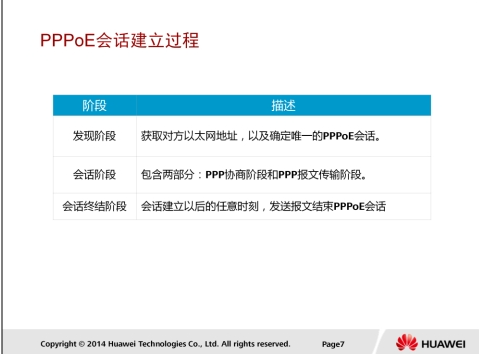 PPPoE会话建立过程
阶段 描述
发现阶段 获取对方以太网地址，以及确定唯一的PPPoE会话。
会话阶段 包含两部分：PPP协商阶段和PPP报文传输阶段。
会话终结阶段 会话建立以后的任意时刻，发送报文结束PPPoE会话
Copyright © 2014 Huawei Technologies Co., Ltd. All rights reserved. Page7 HUAWEI